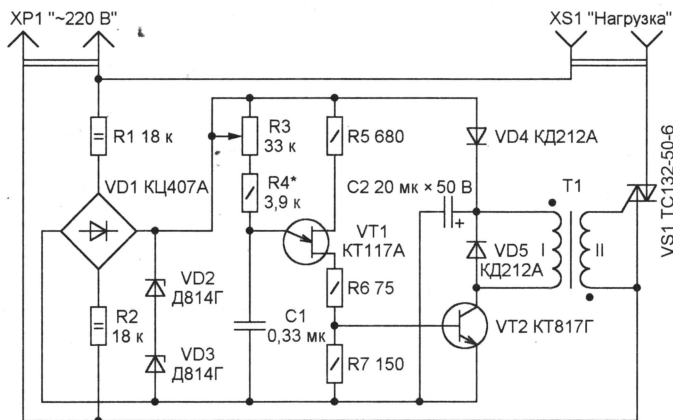 XP1 "~220 В"
XS1 "Нагрузка"
R1 18 к
R3
33 к
R5 680
VD4 КД212А
VD1 КЦ407А
R4*
3,9 к
C2 20 мк × 50 В
+
T1
VS1 ТС132-50-6
VT1
КТ117А
VD5
КД212А
I
II
VD2
Д814Г
R6 75
R2
18 к
C1
0,33 мк
VT2 КТ817Г
VD3
Д814Г
R7 150